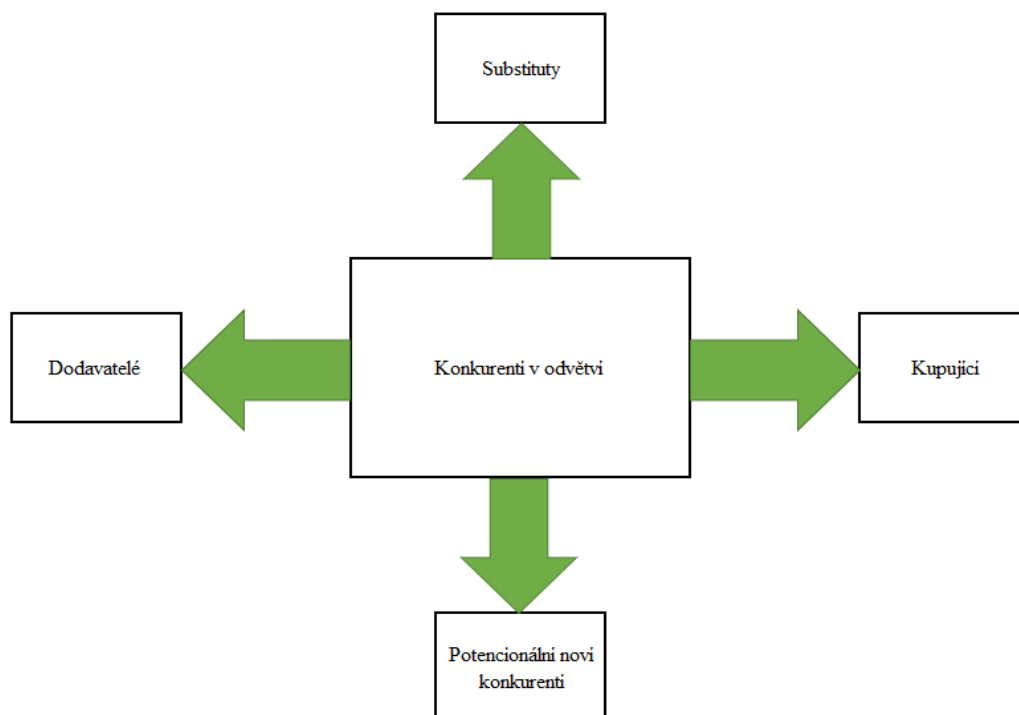 Substituty
Dodavatelé
Konkurenti v odvětví
Kupující
Potencionální noví
konkurenti